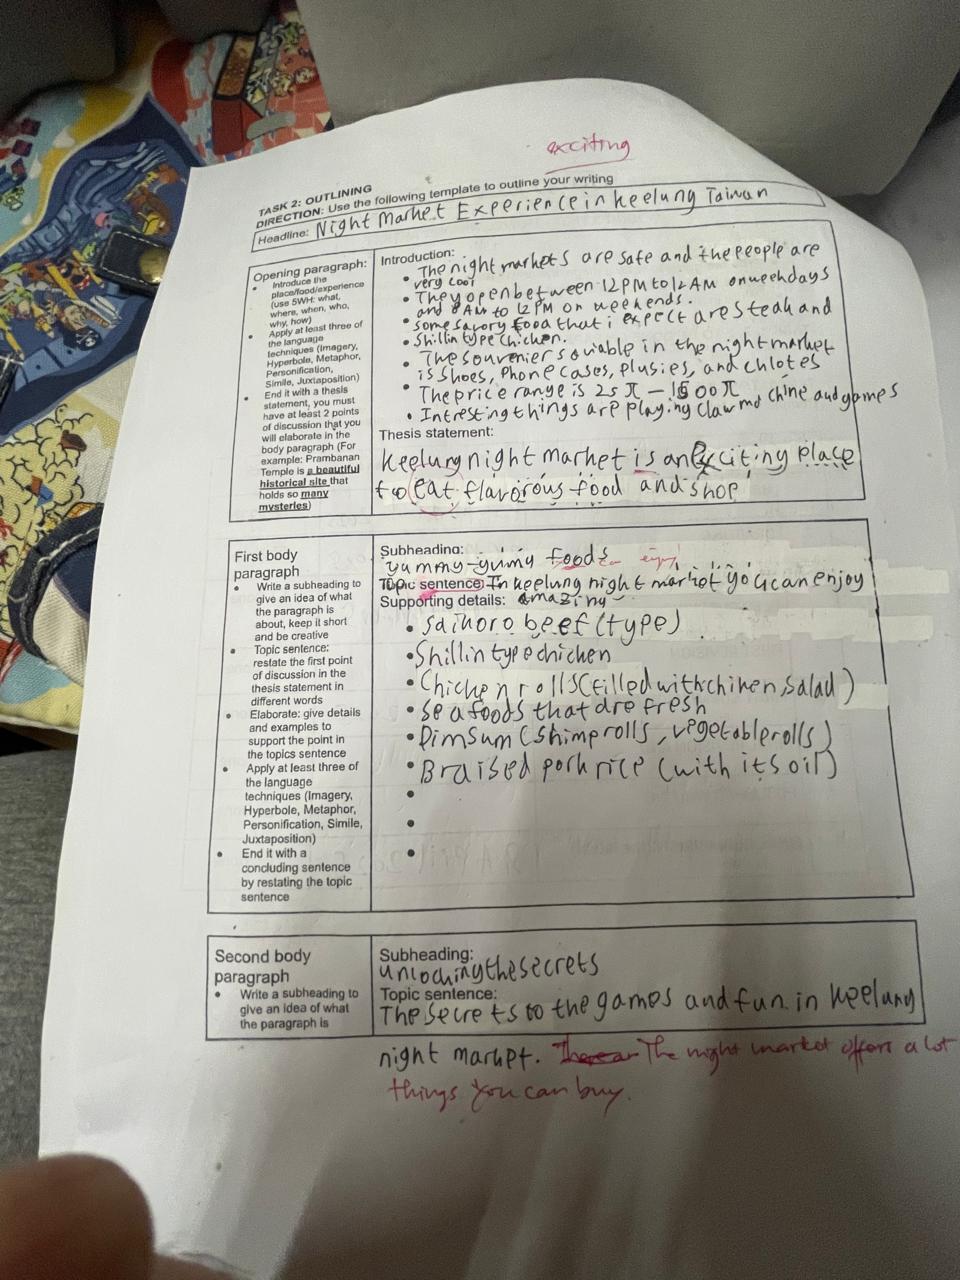 exciting
TASK 2: OUTLINING
DIRECTION: Use the following template to outline your writing
Headline: Night Market Experience in keelung Taiwan
Opening paragraph:
• Introduce the
place/food/experience
(use 5WH: what,
where, when, who,
why, how)
• Apply at least three of
the language
techniques (Imagery,
Hyperbole, Metaphor,
Personification,
Simile, Juxtaposition)
• End it with a thesis
statement, you must
have at least 2 points
of discussion that you
will elaborate in the
body paragraph (For
example: Prambanan
Temple is a beautiful
historical site that
holds so many
mysteries)
Introduction:
• The night markets are safe and the people are
very cool
• They open between 12PM to 12AM on weekdays
and 8AM to 12PM on weekends.
• some savory food that i expect are steak and
• Shillin type chicken.
• The souveniers aviable in the night market
is shoes, Phone cases, plusies, and chlotes
• The price range is 25 元 - 1500 元
• Intresting things are playing claw md chine and games
Thesis statement:
keelung night market is an Exciting place
to eat flavorous food and shop
First body
paragraph
• Write a subheading to
give an idea of what
the paragraph is
about, keep it short
and be creative
• Topic sentence:
restate the first point
of discussion in the
thesis statement in
different words
• Elaborate: give details
and examples to
support the point in
the topics sentence
• Apply at least three of
the language
techniques (Imagery,
Hyperbole, Metaphor,
Personification, Simile,
Juxtaposition)
• End it with a
concluding sentence
by restating the topic
sentence
Subheading:
yummy-yumy foods
Topic sentence: In keelung night market you can enjoy
Supporting details: amazing
• Saihoro beef (type)
• Shillin type chicken
• Chicken rolls (filled with chiken, salad)
• sea foods that are fresh
• Dimsum (shimp rolls, vegetable rolls)
• Braised pork rice (with its oil)
•
•
•
Second body
paragraph
• Write a subheading to
give an idea of what
the paragraph is
Subheading:
unlocking the secrets
Topic sentence:
The secrets to the games and fun in keelung
night market. The night market offers a lot
things you can buy.